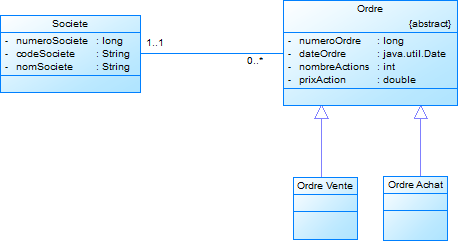 Societe
- numeroSociete : long
- codeSociete : String
- nomSociete : String
1..1
0..*
Ordre
{abstract}
- numeroOrdre : long
- dateOrdre : java.util.Date
- nombreActions : int
- prixAction : double
Ordre Vente
Ordre Achat